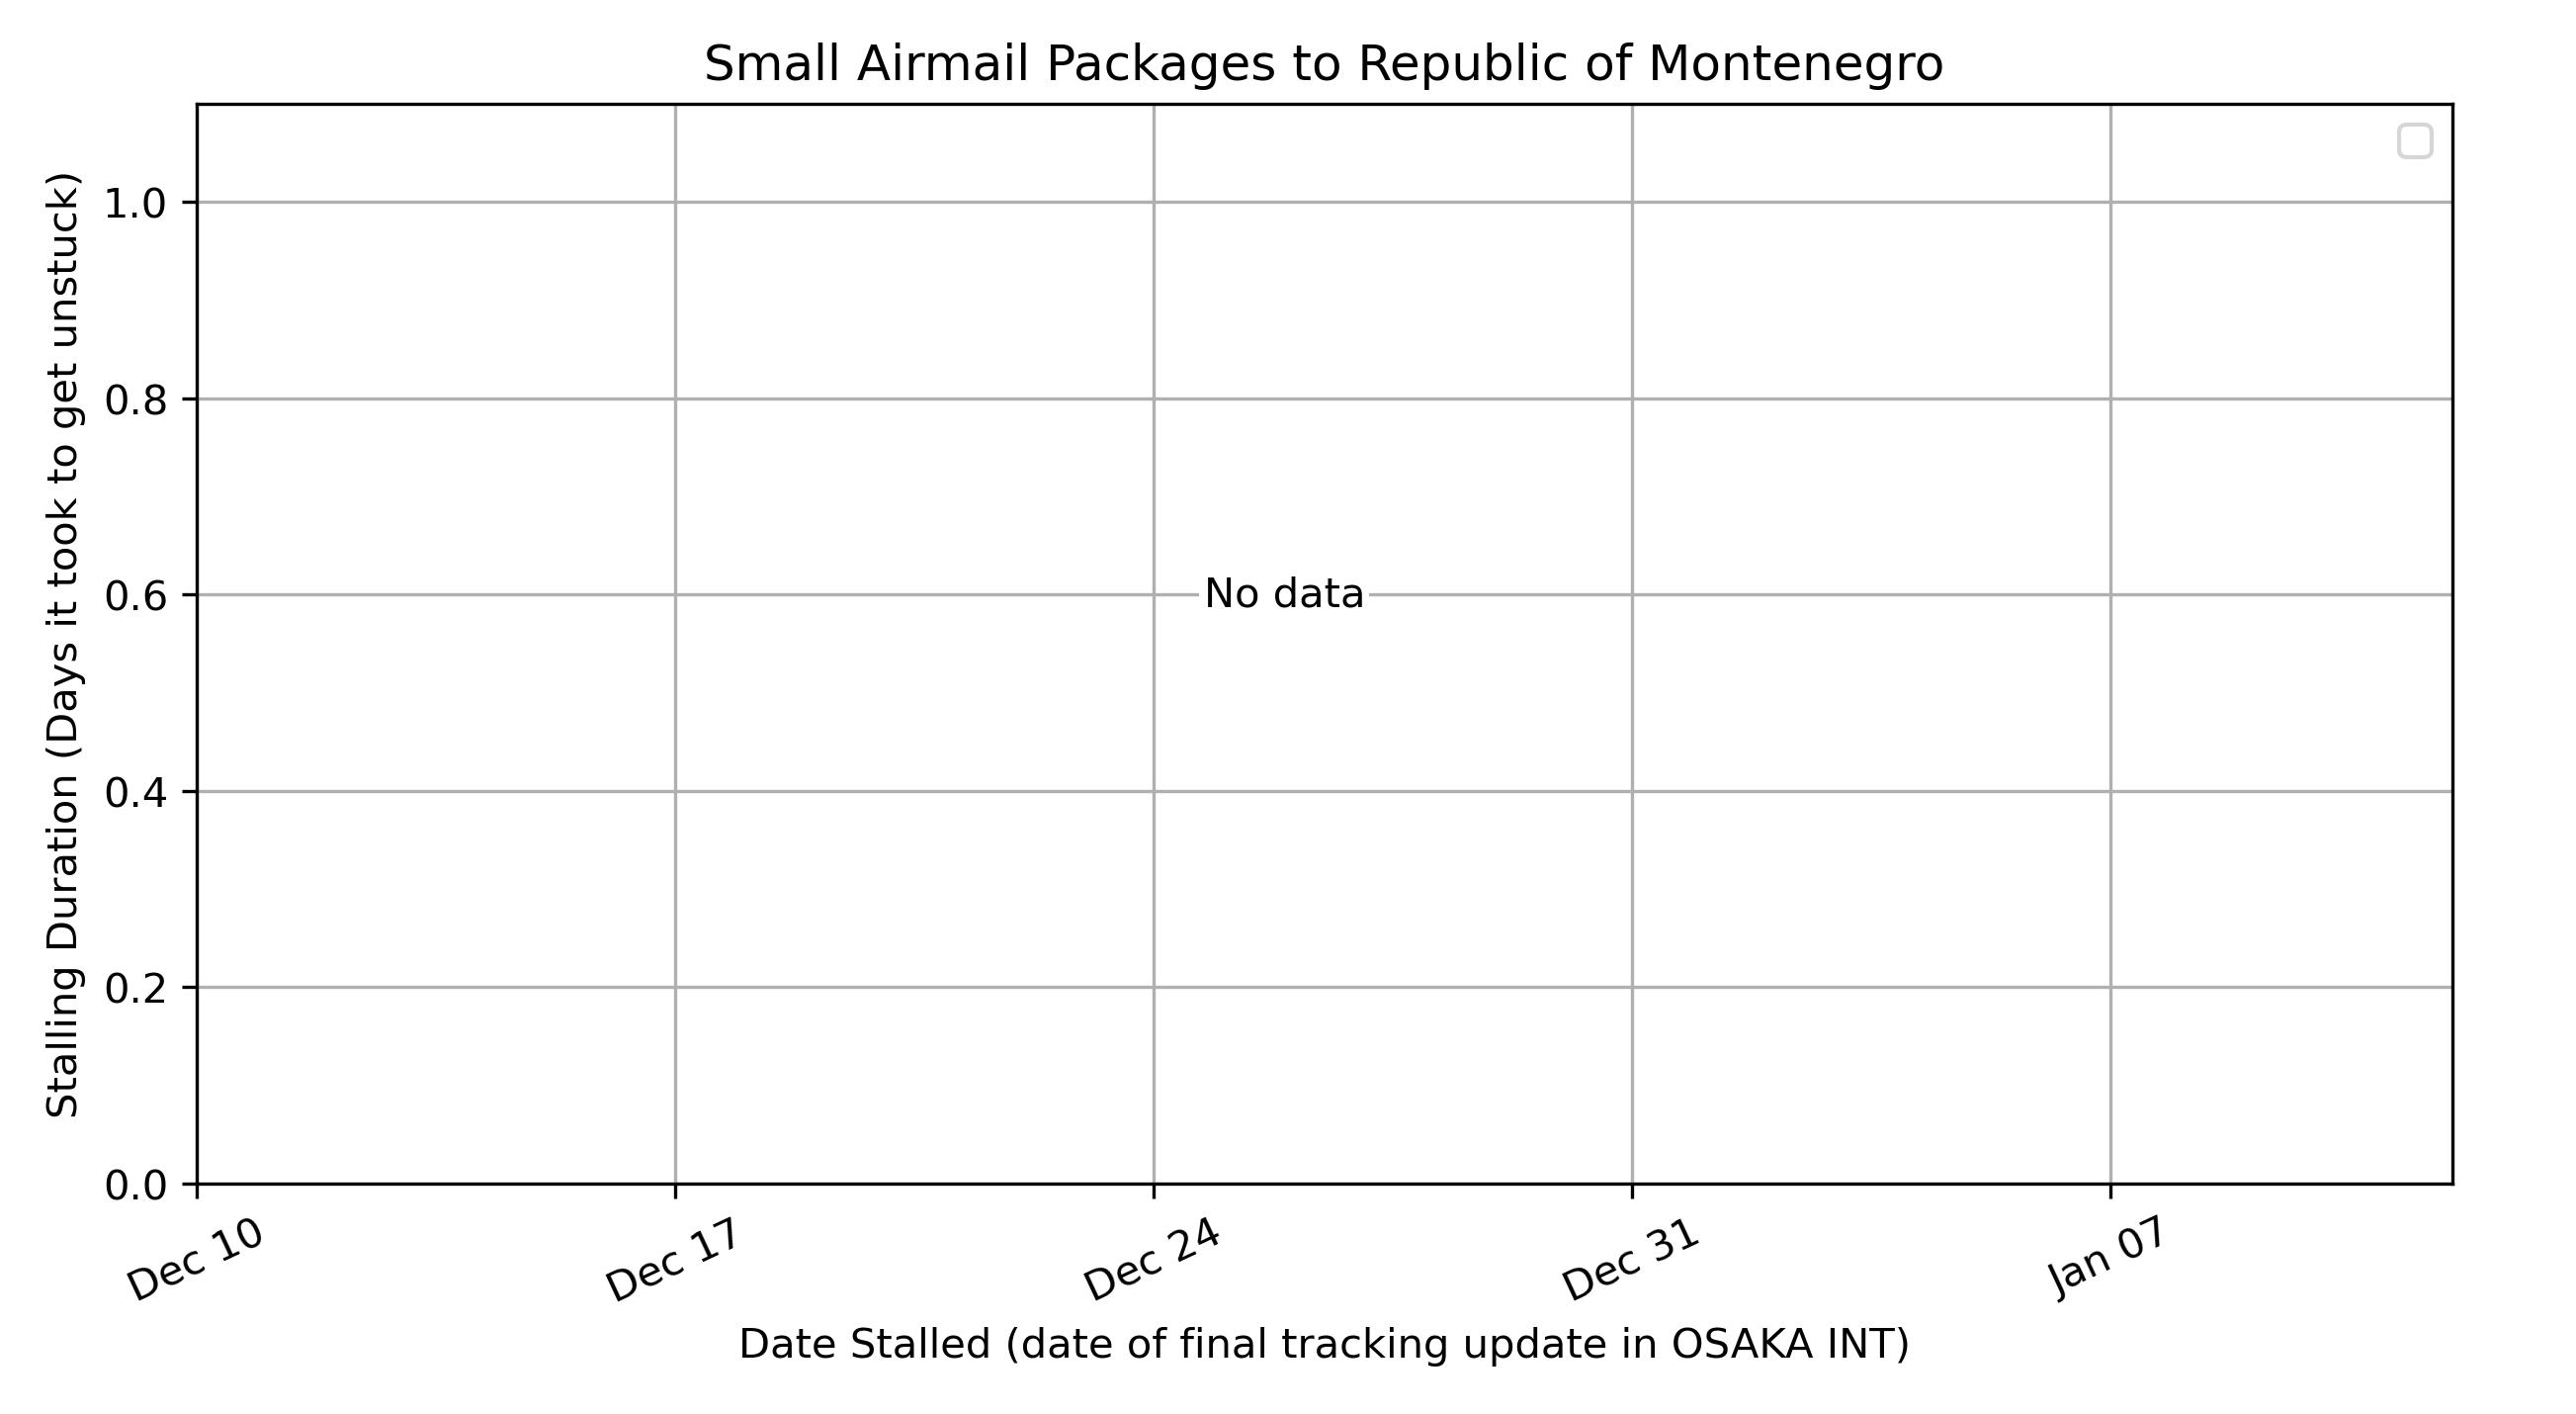 Small Airmail Packages to Republic of Montenegro
Stalling Duration (Days it took to get unstuck)
1.0
0.8
0.6
0.4
0.2
0.0
No data
Dec 10
Dec 17
Dec 24
Dec 31
Jan 07
Date Stalled (date of final tracking update in OSAKA INT)